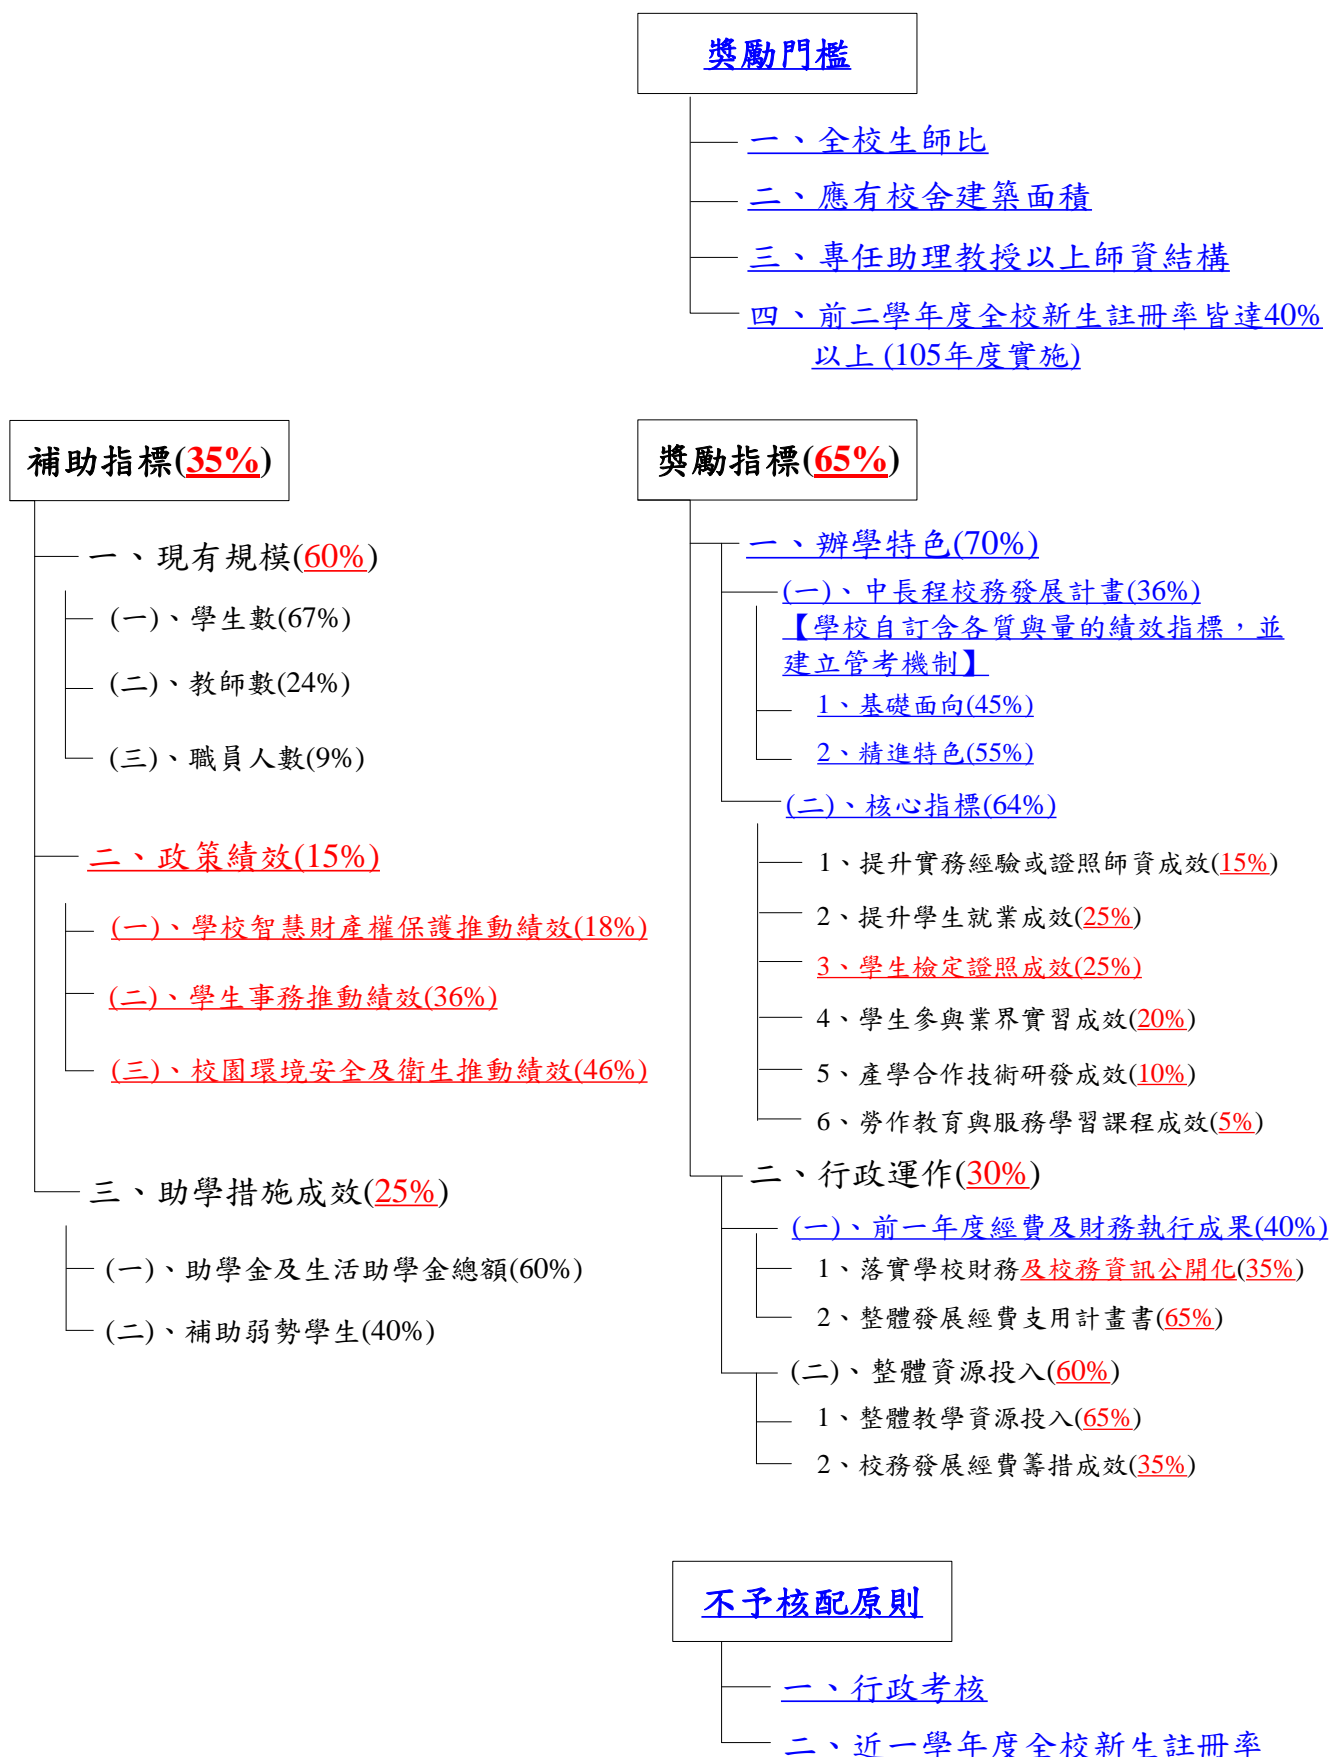 獎勵門檻
一、全校生師比
二、應有校舍建築面積
三、專任助理教授以上師資結構
四、前二學年度全校新生註冊率皆達40%
以上 (105年度實施)
補助指標(35%)
一、現有規模(60%)
(一)、學生數(67%)
(二)、教師數(24%)
(三)、職員人數(9%)
二、政策績效(15%)
(一)、學校智慧財產權保護推動績效(18%)
(二)、學生事務推動績效(36%)
(三)、校園環境安全及衛生推動績效(46%)
三、助學措施成效(25%)
(一)、助學金及生活助學金總額(60%)
(二)、補助弱勢學生(40%)
獎勵指標(65%)
一、辦學特色(70%)
(一)、中長程校務發展計畫(36%)
【學校自訂含各質與量的績效指標，並
建立管考機制】
1、基礎面向(45%)
2、精進特色(55%)
(二)、核心指標(64%)
1、提升實務經驗或證照師資成效(15%)
2、提升學生就業成效(25%)
3、學生檢定證照成效(25%)
4、學生參與業界實習成效(20%)
5、產學合作技術研發成效(10%)
6、勞作教育與服務學習課程成效(5%)
二、行政運作(30%)
(一)、前一年度經費及財務執行成果(40%)
1、落實學校財務及校務資訊公開化(35%)
2、整體發展經費支用計畫書(65%)
(二)、整體資源投入(60%)
1、整體教學資源投入(65%)
2、校務發展經費籌措成效(35%)
不予核配原則
一、行政考核
二、近一學年度全校新生註冊率